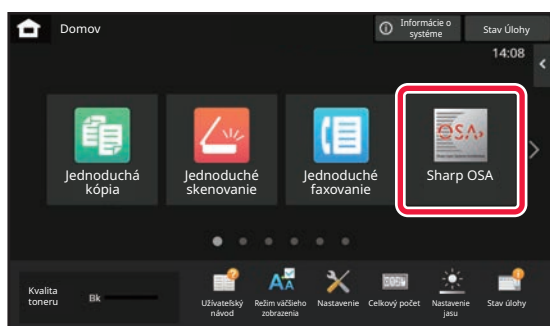 Domov
Informácie o
systéme
Stav Úlohy
14:08
Jednoduchá
kópia
Jednoduché
skenovanie
Jednoduché
faxovanie
OSA
Sharp OSA
Kvalita
toneru
Bk
Užívateľský
návod
Režim väčšieho
zobrazenia
Nastavenie
Celkový počet
Nastavenie
jasu
Stav úlohy